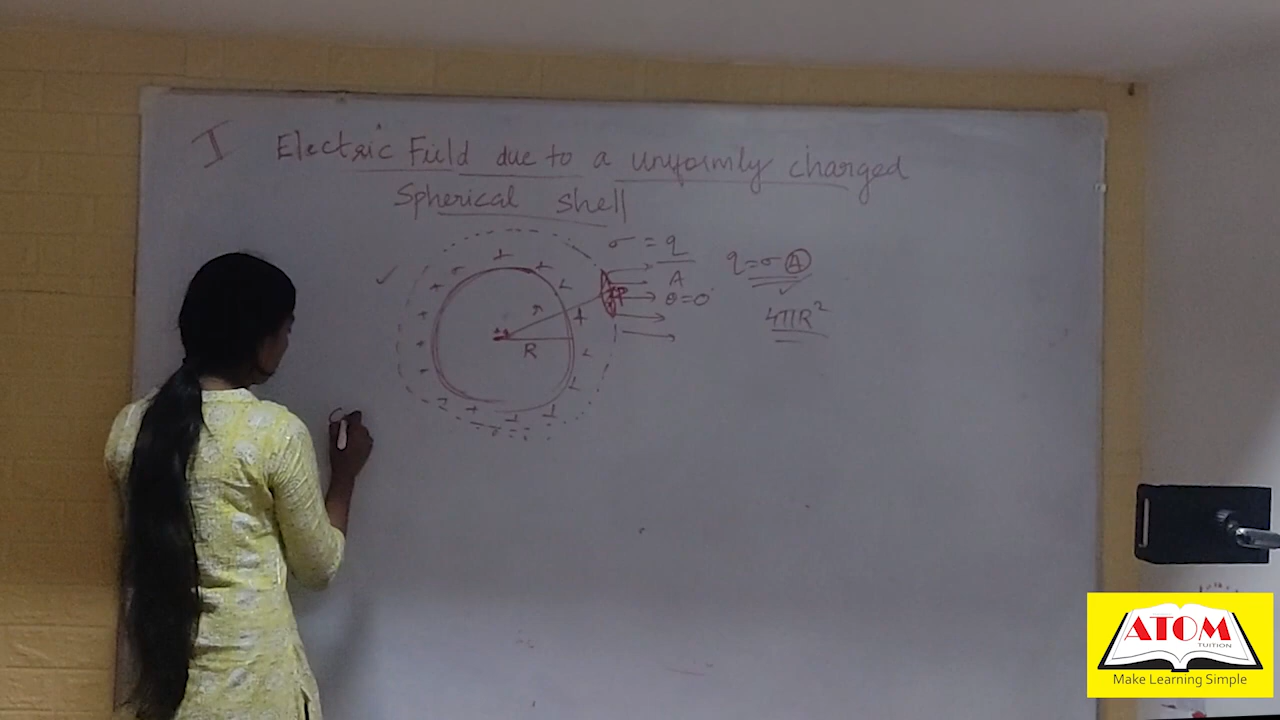 I Electric Field due to a uniformly charged
Spherical shell
σ = q
A
q = σ A
θ = 0°
4πR²
r
P
R
ATOM
TUITION
Make Learning Simple